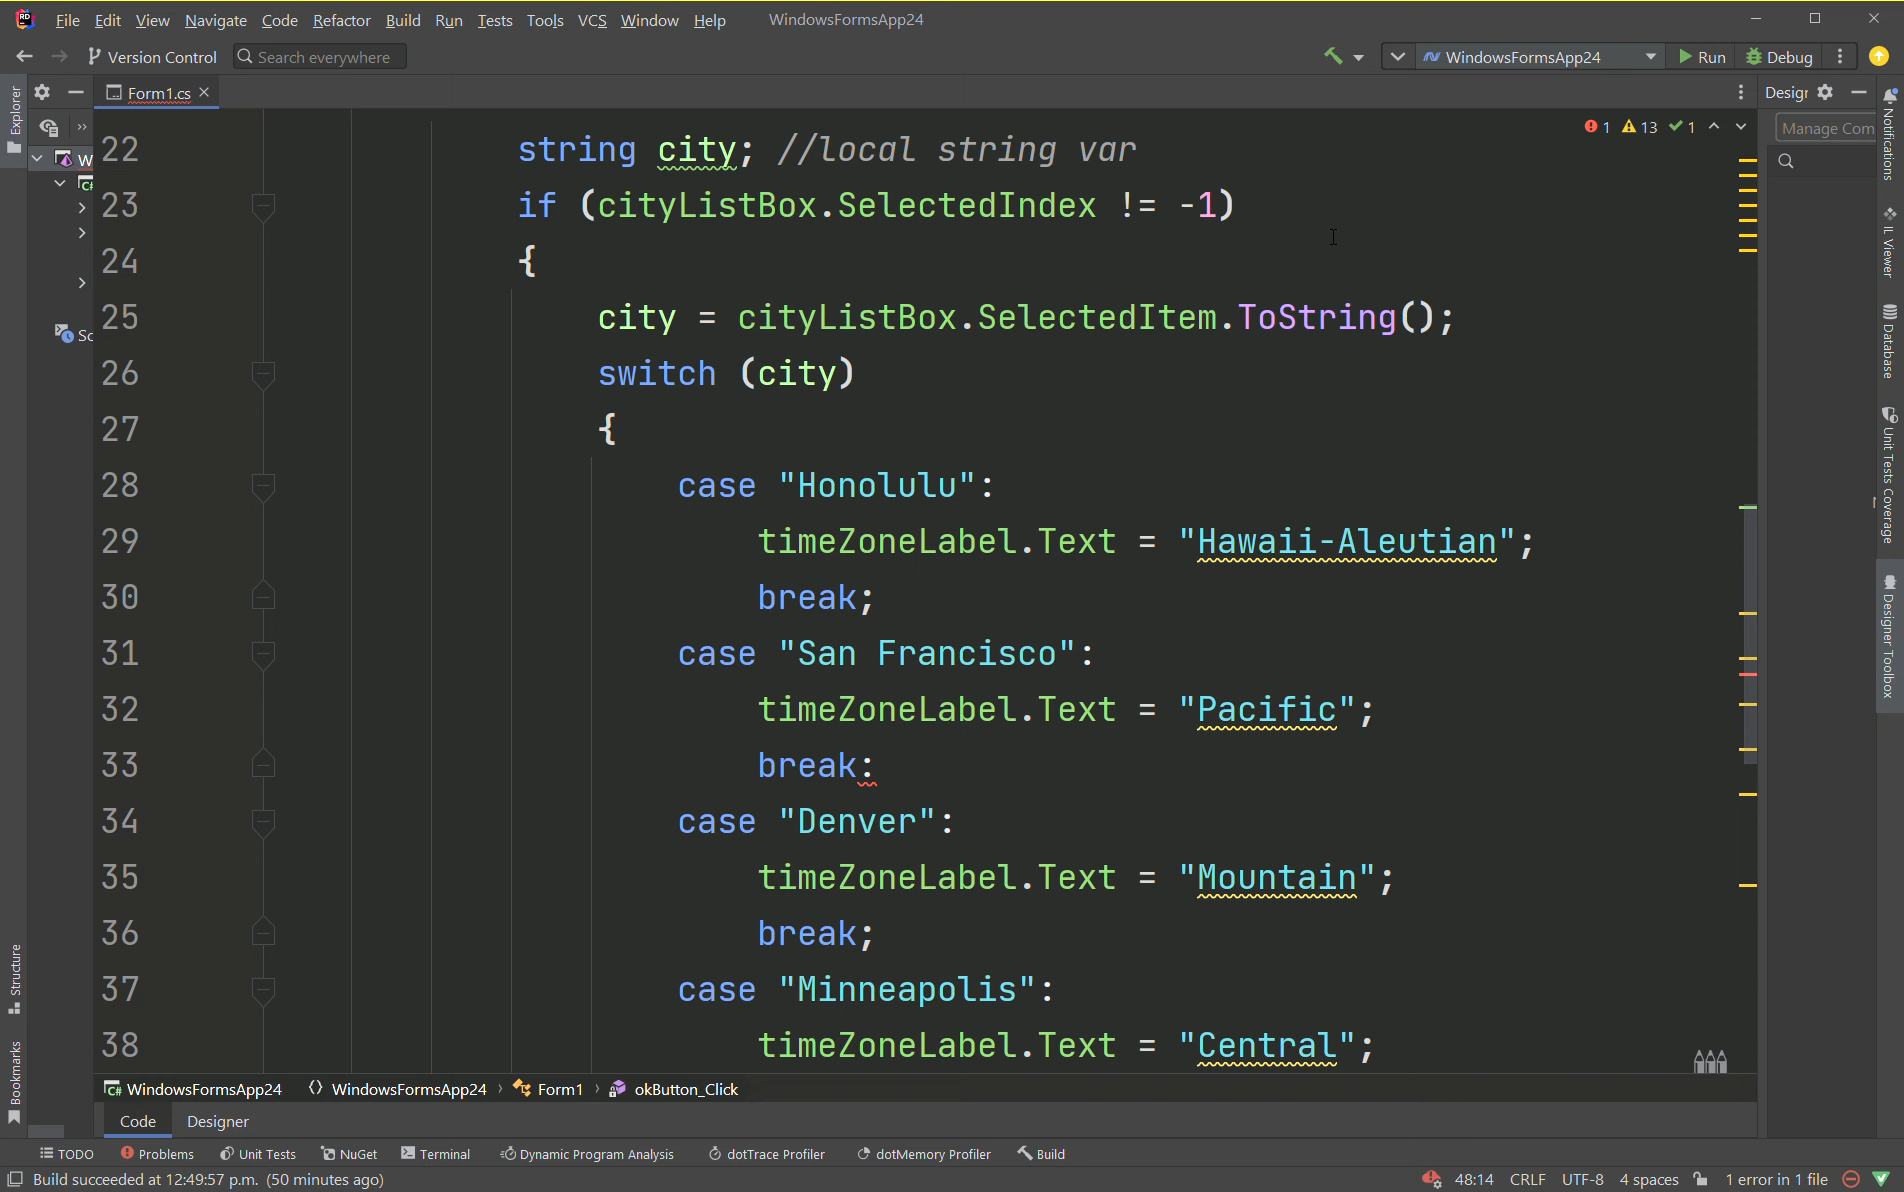 File Edit View Navigate Code Refactor Build Run Tests Tools VCS Window Help WindowsFormsApp24
Version Control Search everywhere WindowsFormsApp24 Run Debug
Explorer Form1.cs Desigr Notifications
1 13 1 Manage Com
W
C#
22 string city; //local string var
23 if (cityListBox.SelectedIndex != -1)
24 {
25 city = cityListBox.SelectedItem.ToString();
26 switch (city)
27 {
28 case "Honolulu":
29 timeZoneLabel.Text = "Hawaii-Aleutian";
30 break;
31 case "San Francisco":
32 timeZoneLabel.Text = "Pacific";
33 break:
34 case "Denver":
35 timeZoneLabel.Text = "Mountain";
36 break;
37 case "Minneapolis":
38 timeZoneLabel.Text = "Central";
Sc
Structure
Bookmarks
IL Viewer
Database
Unit Tests Coverage
Designer Toolbox
C# WindowsFormsApp24 WindowsFormsApp24 › Form1 › okButton_Click
Code Designer
TODO Problems Unit Tests NuGet Terminal Dynamic Program Analysis dotTrace Profiler dotMemory Profiler Build
Build succeeded at 12:49:57 p.m. (50 minutes ago) 48:14 CRLF UTF-8 4 spaces 1 error in 1 file